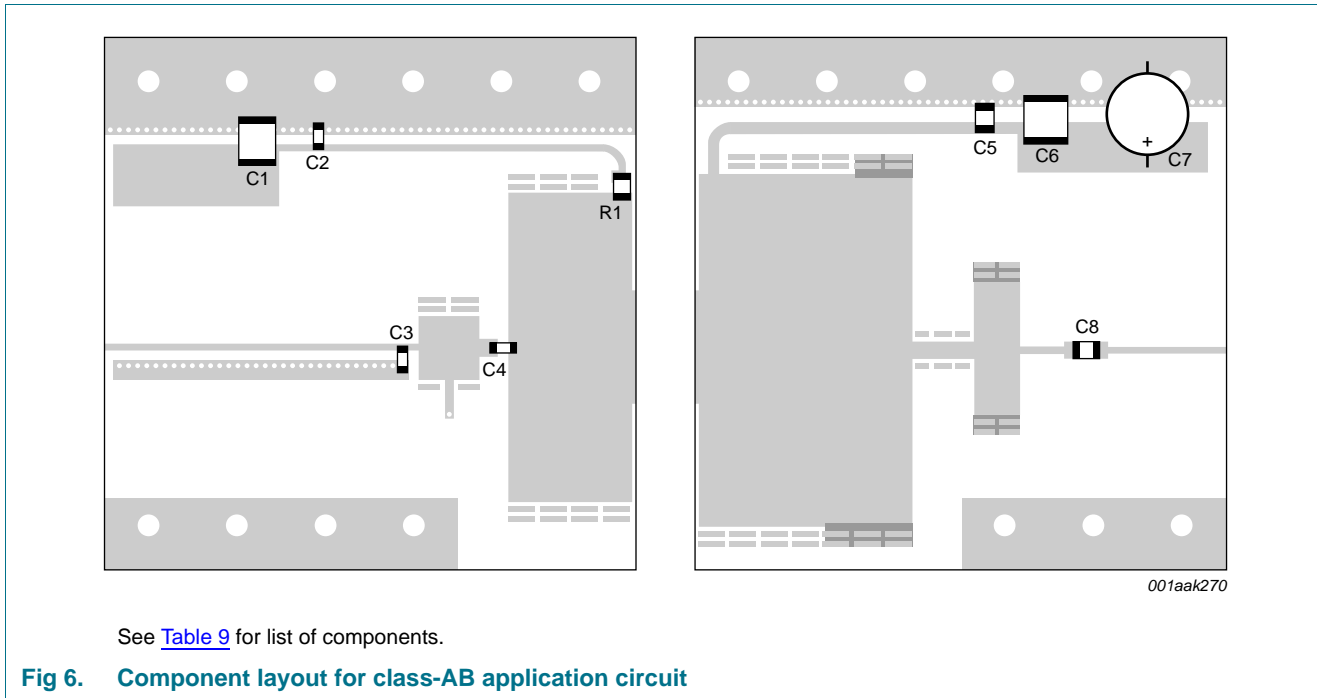 C1
C2
R1
C3
C4
C5
C6
+
C7
C8
001aak270
See Table 9 for list of components.
Fig 6. Component layout for class-AB application circuit